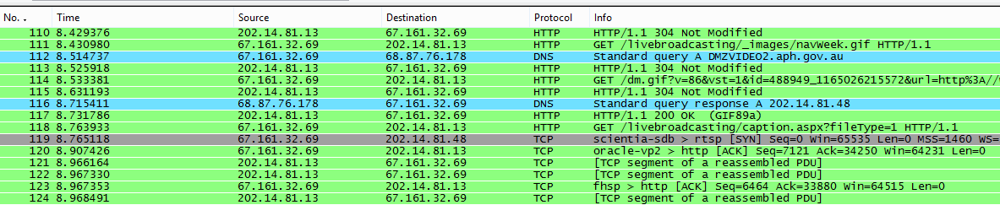 No. Time Source Destination Protocol Info
110 8.429376 202.14.81.13 67.161.32.69 HTTP HTTP/1.1 304 Not Modified
111 8.430980 67.161.32.69 202.14.81.13 HTTP GET /livebroadcasting/_images/navweek.gif HTTP/1.1
112 8.514737 67.161.32.69 68.87.76.178 DNS Standard query A DMZVIDEO2.aph.gov.au
113 8.525918 202.14.81.13 67.161.32.69 HTTP HTTP/1.1 304 Not Modified
114 8.533381 67.161.32.69 202.14.81.13 HTTP GET /dm.gif?v=86&vst=1&id=488949_1165026215572&url=http%3A//
115 8.631193 202.14.81.13 67.161.32.69 HTTP HTTP/1.1 304 Not Modified
116 8.715411 68.87.76.178 67.161.32.69 DNS Standard query response A 202.14.81.48
117 8.731786 202.14.81.13 67.161.32.69 HTTP HTTP/1.1 200 OK (GIF89a)
118 8.763933 67.161.32.69 202.14.81.13 HTTP GET /livebroadcasting/caption.aspx?fileType=1 HTTP/1.1
119 8.765118 67.161.32.69 202.14.81.48 TCP scientia-sdb > rtsp [SYN] Seq=0 Win=65535 Len=0 MSS=1460 WS=
120 8.907426 67.161.32.69 202.14.81.13 TCP oracle-vp2 > http [ACK] Seq=7121 Ack=34250 Win=64231 Len=0
121 8.966164 202.14.81.13 67.161.32.69 TCP [TCP segment of a reassembled PDU]
122 8.967330 202.14.81.13 67.161.32.69 TCP [TCP segment of a reassembled PDU]
123 8.967353 67.161.32.69 202.14.81.13 TCP fhsp > http [ACK] Seq=6464 Ack=33880 Win=64515 Len=0
124 8.968491 202.14.81.13 67.161.32.69 TCP [TCP segment of a reassembled PDU]